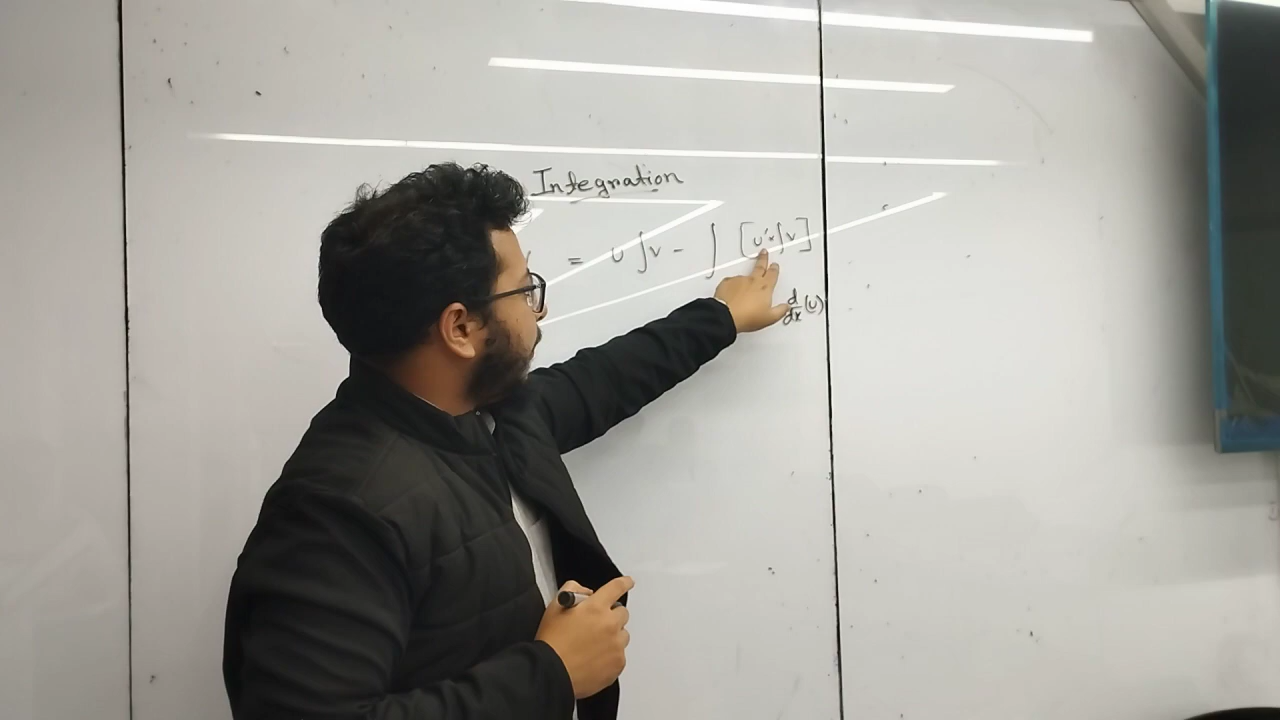 Integration
= u ∫v - ∫ [u'∫v]
d/dx (u)